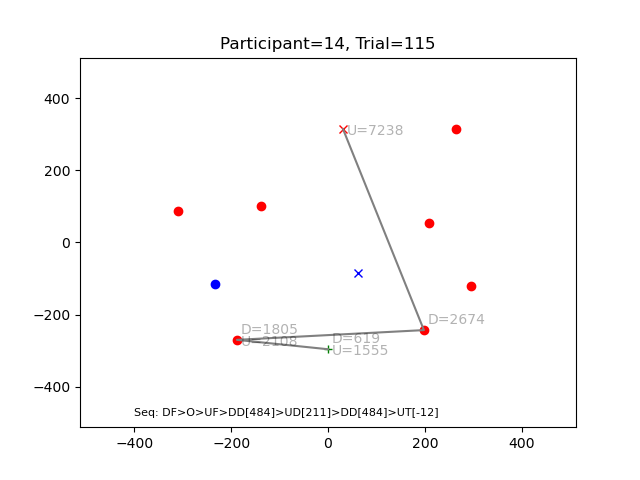 Participant=14, Trial=115
400
200
0
−200
−400
U=7238
D=2674
D=1805
U=2108
D=619
U=1555
Seq: DF>O>UF>DD[484]>UD[211]>DD[484]>UT[-12]
−400 −200 0 200 400